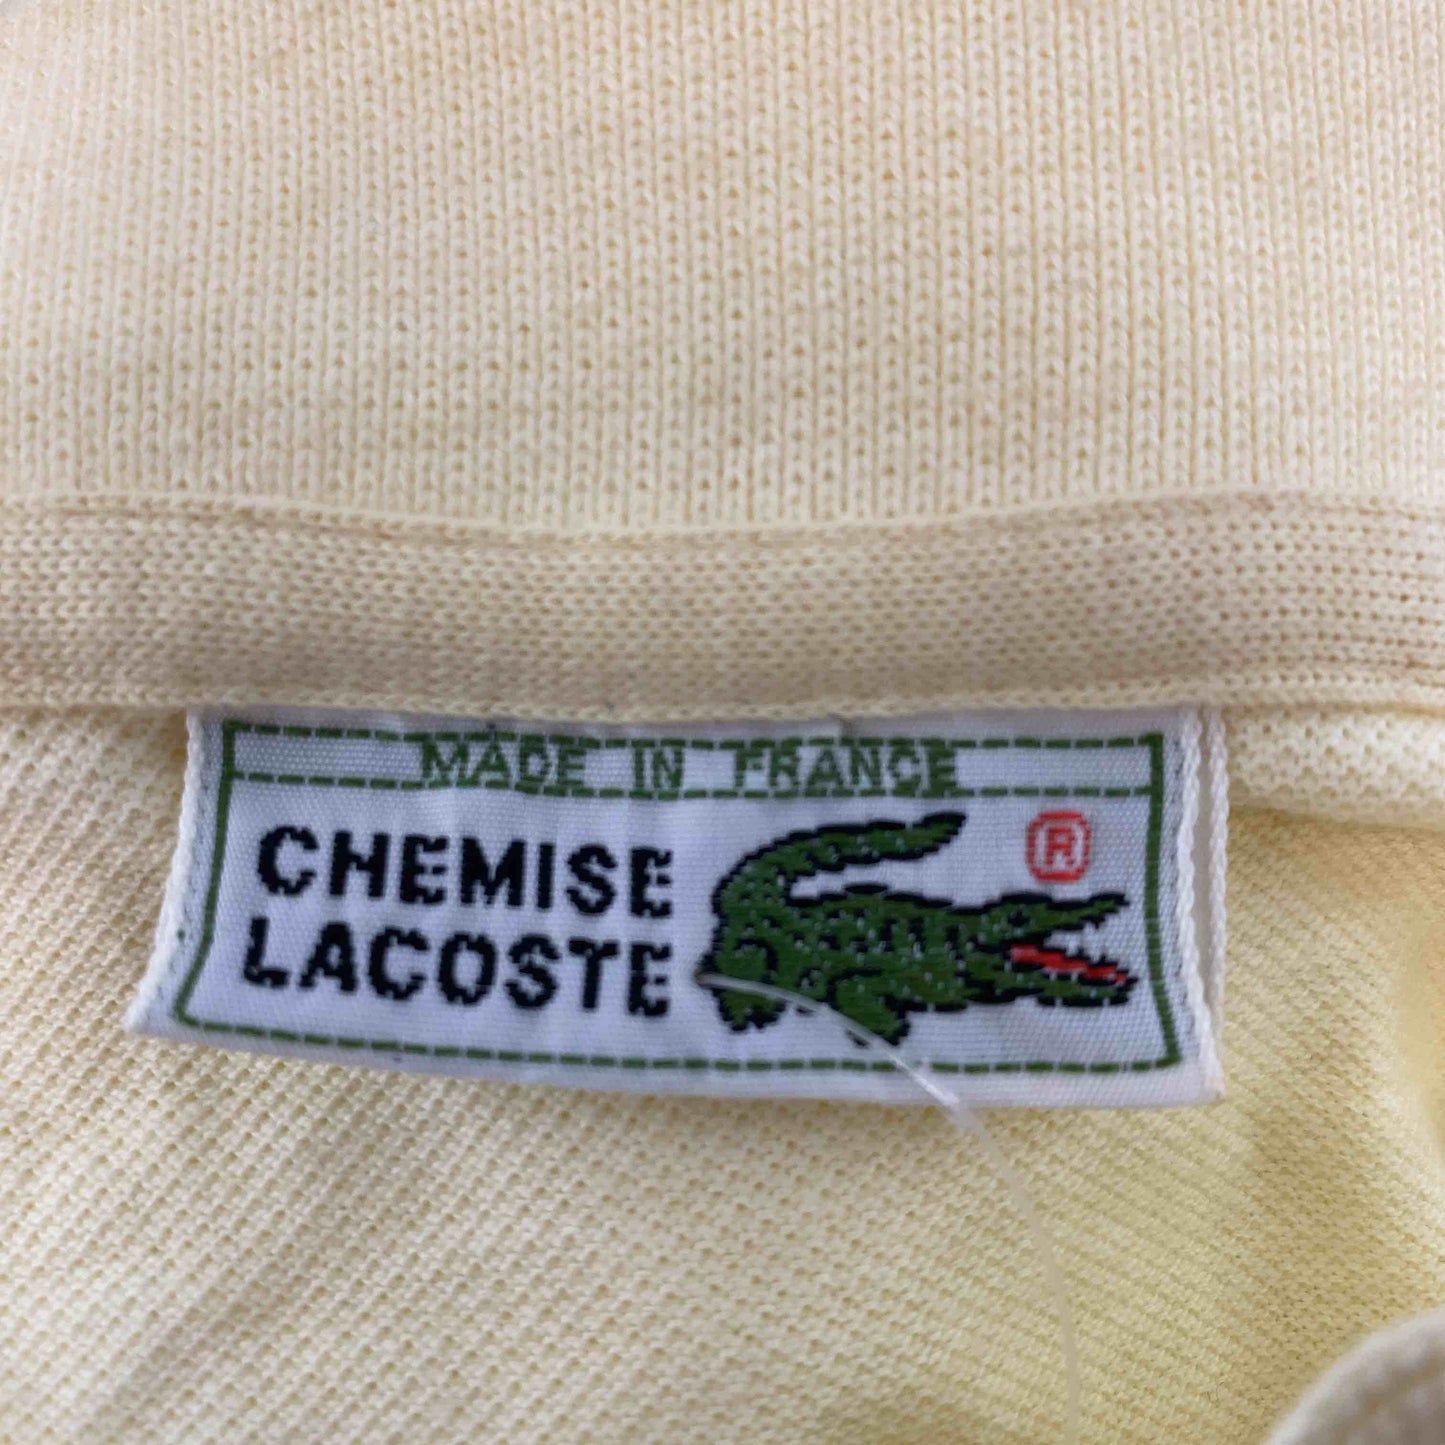 MADE IN FRANCE
CHEMISE
LACOSTE
®